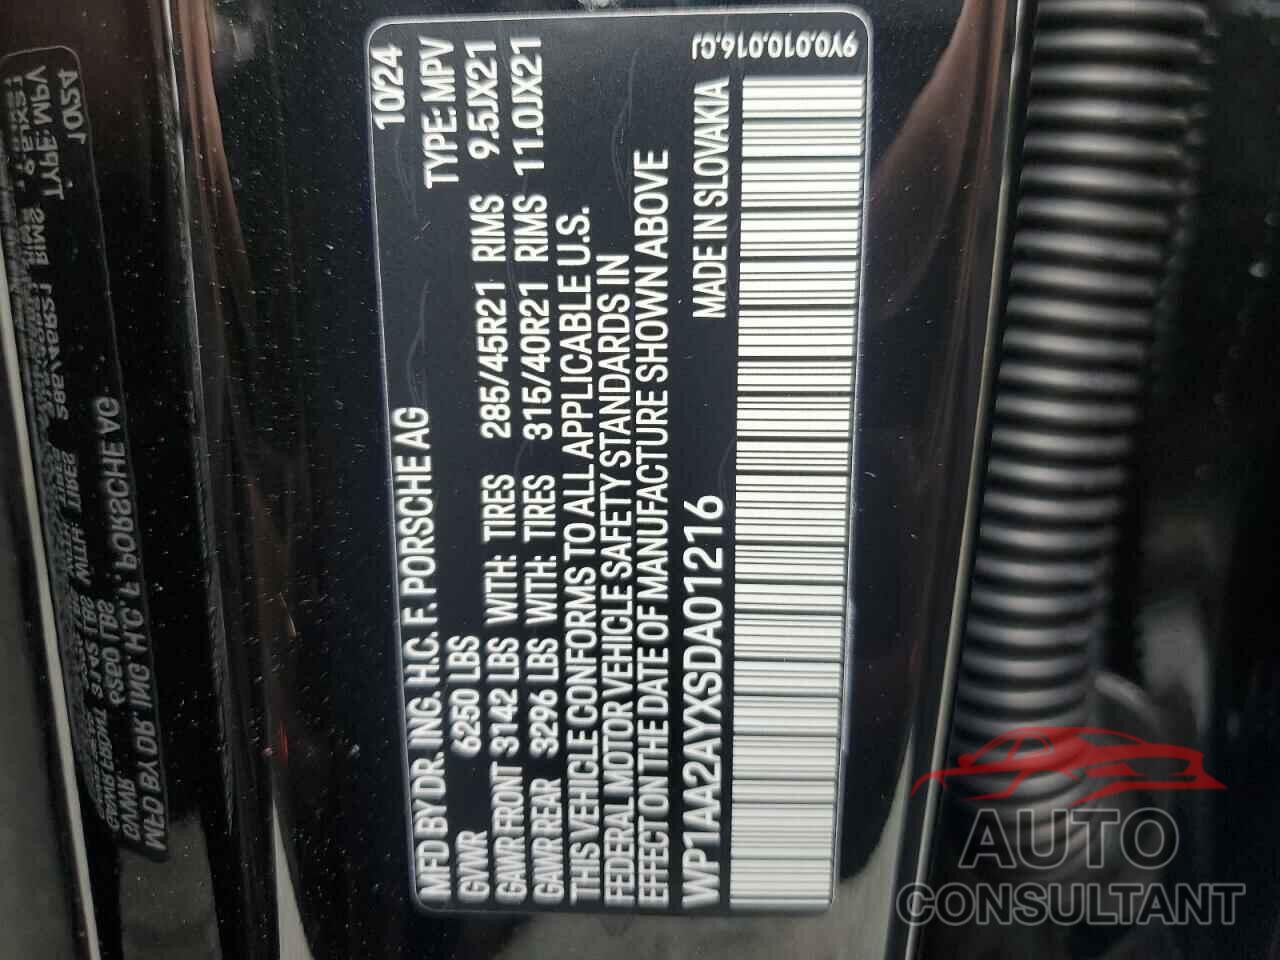 MFD BY DR. ING. H.C. F. PORSCHE AG 10/24
GVWR 6250 LBS TYPE: MPV
GAWR FRONT 3142 LBS WITH: TIRES 285/45R21 RIMS 9.5JX21
GAWR REAR 3296 LBS WITH: TIRES 315/40R21 RIMS 11.0JX21
THIS VEHICLE CONFORMS TO ALL APPLICABLE U.S.
FEDERAL MOTOR VEHICLE SAFETY STANDARDS IN
EFFECT ON THE DATE OF MANUFACTURE SHOWN ABOVE
WP1AA2AYXSDA01216 MADE IN SLOVAKIA
9Y0.010.016.CJ
AUTO
CONSULTANT